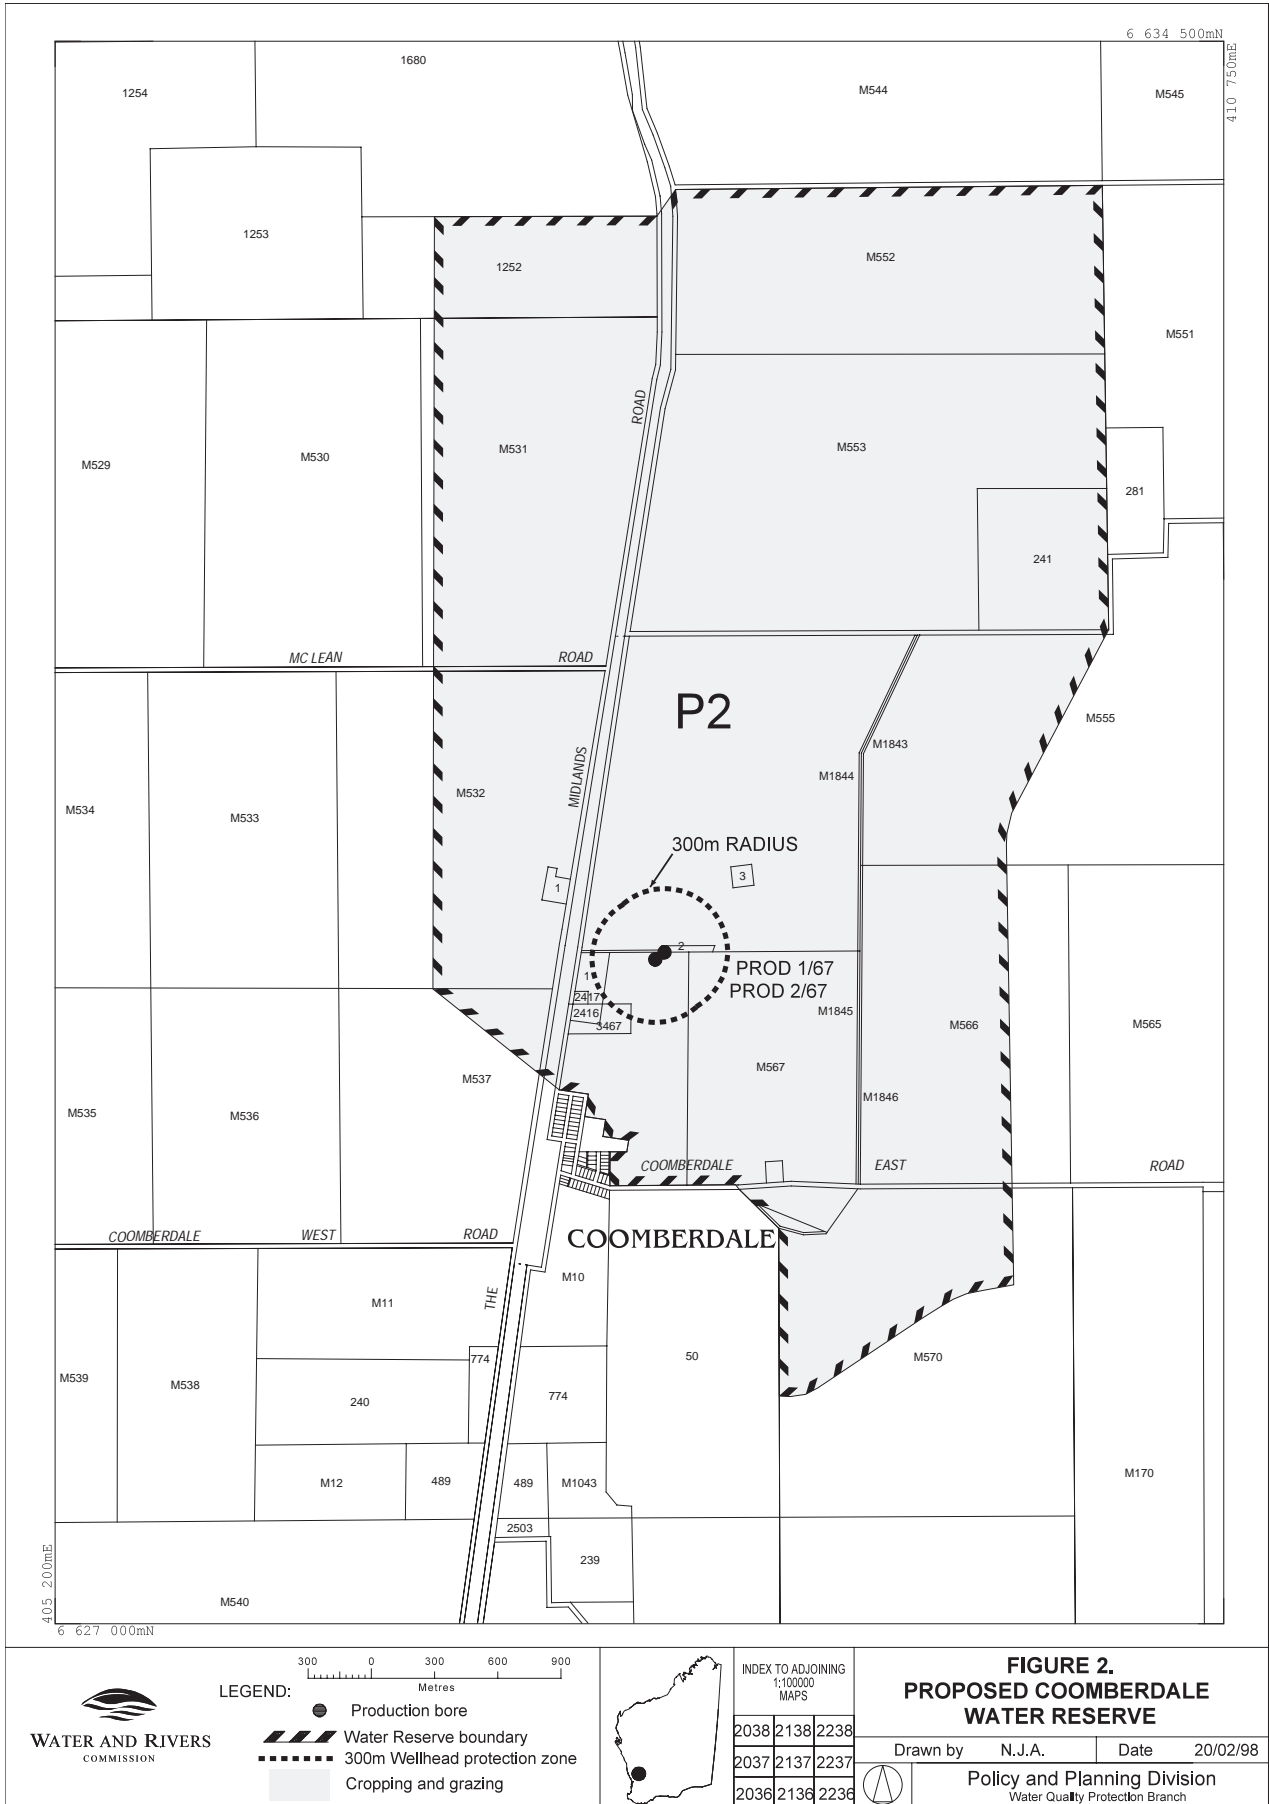 6 634 500mN
410 750mE
1680
1254
M544
M545
1253
1252
M552
M551
ROAD
M529
M530
M531
M553
281
241
MC LEAN ROAD
P2
M555
M1843
MIDLANDS
M1844
M534
M533
M532
300m RADIUS
3
1
2
PROD 1/67
PROD 2/67
1
2417
2416
3467
M1845
M566
M565
M567
M537
M535
M536
M1846
COOMBERDALE EAST ROAD
COOMBERDALE WEST ROAD
COOMBERDALE
M10
M11
THE
774
50
M570
M539
M538
240
774
M12
489
489
M1043
M170
2503
239
405 200mE
M540
6 627 000mN
WATER AND RIVERS
COMMISSION
300 0 300 600 900
Metres
LEGEND:
Production bore
Water Reserve boundary
300m Wellhead protection zone
Cropping and grazing
INDEX TO ADJOINING
1:100000
MAPS
2038 2138 2238
2037 2137 2237
2036 2136 2236
FIGURE 2.
PROPOSED COOMBERDALE
WATER RESERVE
Drawn by N.J.A. Date 20/02/98
Policy and Planning Division
Water Quality Protection Branch